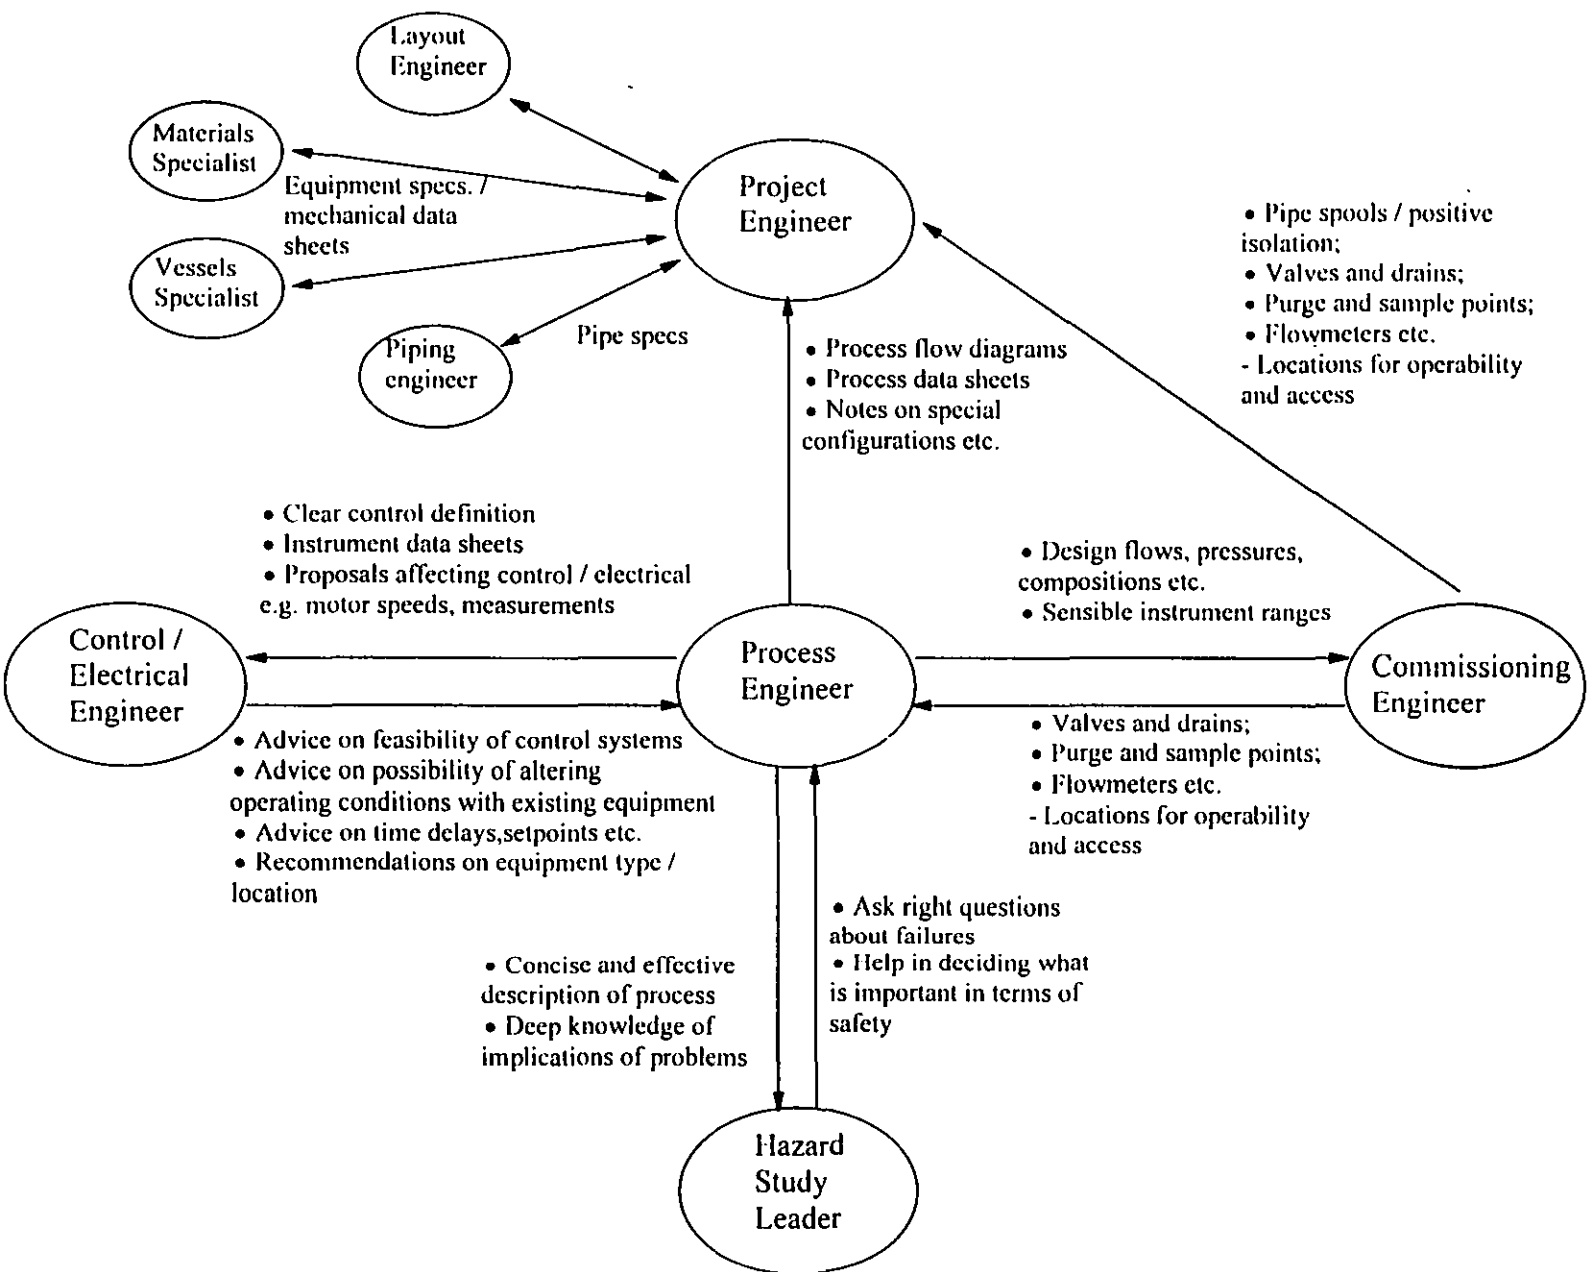 Layout
Engineer
Materials
Specialist
Equipment specs. /
mechanical data
sheets
Vessels
Specialist
Piping
engineer
Pipe specs
Project
Engineer
• Pipe spools / positive
isolation;
• Valves and drains;
• Purge and sample points;
• Flowmeters etc.
- Locations for operability
and access
• Process flow diagrams
• Process data sheets
• Notes on special
configurations etc.
• Clear control definition
• Instrument data sheets
• Proposals affecting control / electrical
e.g. motor speeds, measurements
• Design flows, pressures,
compositions etc.
• Sensible instrument ranges
Control /
Electrical
Engineer
Process
Engineer
Commissioning
Engineer
• Advice on feasibility of control systems
• Advice on possibility of altering
operating conditions with existing equipment
• Advice on time delays,setpoints etc.
• Recommendations on equipment type /
location
• Valves and drains;
• Purge and sample points;
• Flowmeters etc.
- Locations for operability
and access
• Concise and effective
description of process
• Deep knowledge of
implications of problems
• Ask right questions
about failures
• Help in deciding what
is important in terms of
safety
Hazard
Study
Leader